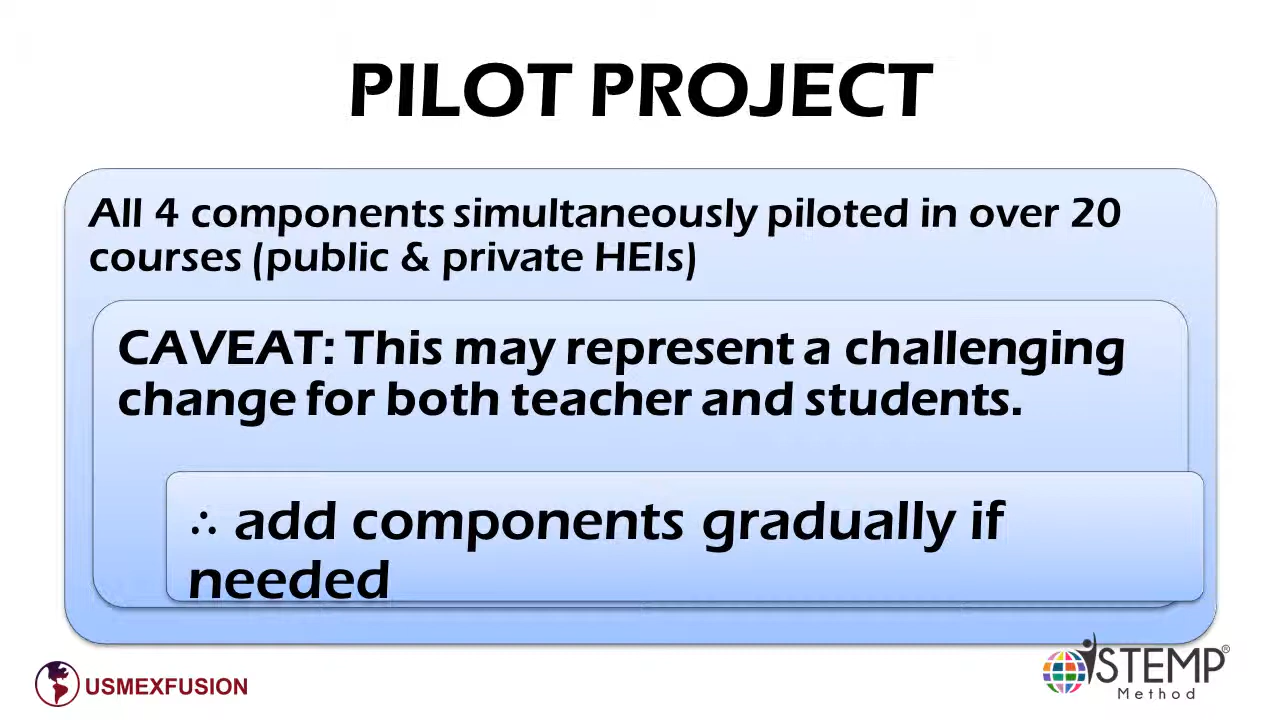 PILOT PROJECT
All 4 components simultaneously piloted in over 20
courses (public & private HEIs)
CAVEAT: This may represent a challenging
change for both teacher and students.
∴ add components gradually if
needed
USMEXFUSION
STEMP®
Method